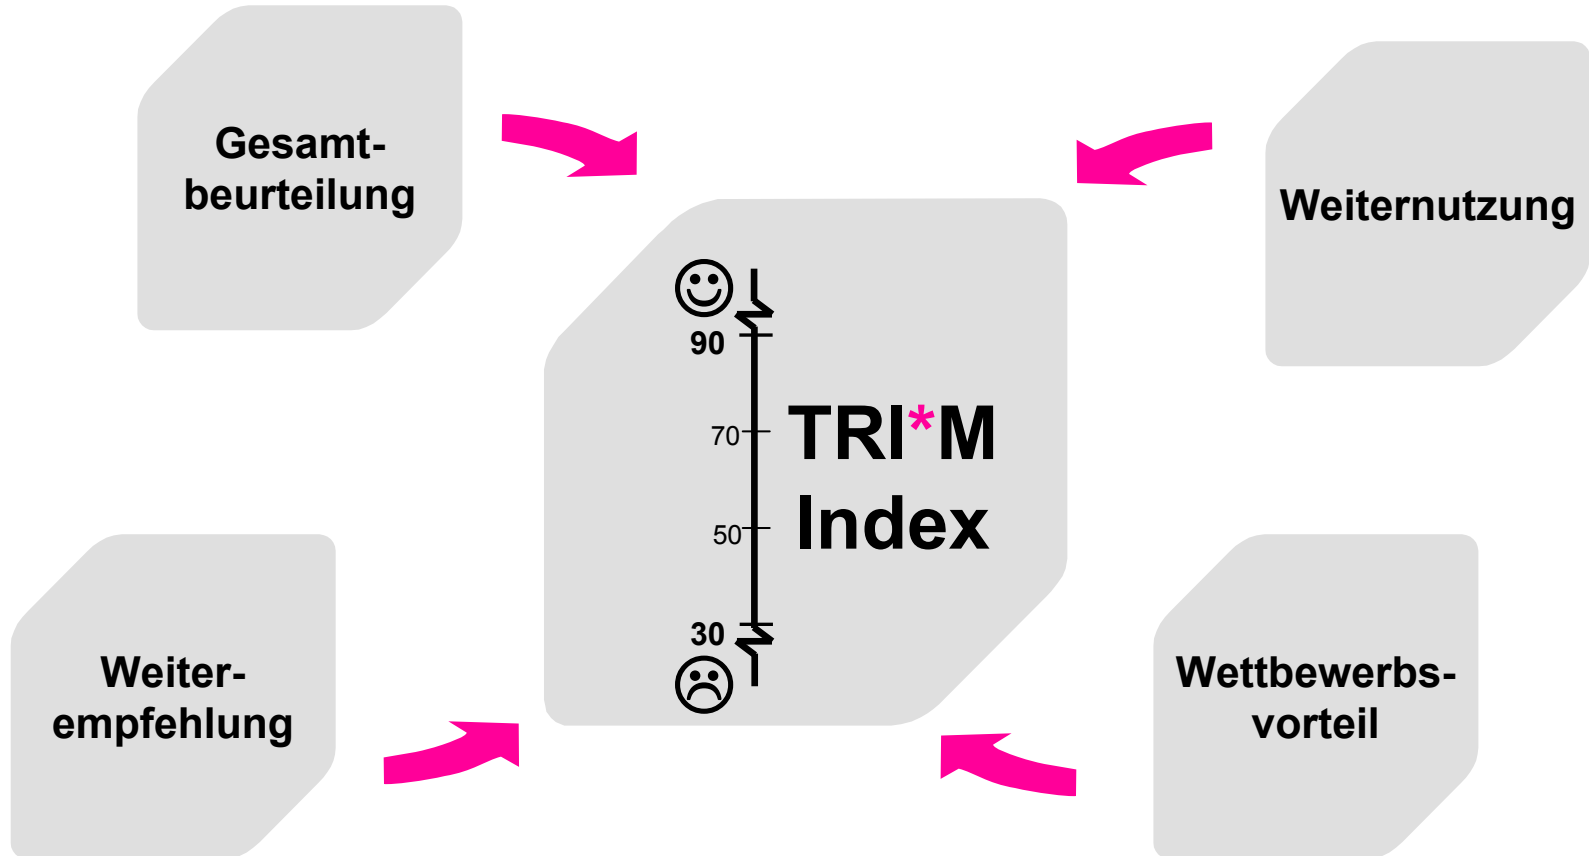 Gesamt-
beurteilung
Weiternutzung
90
70
50
30
TRI*M
Index
Weiter-
empfehlung
Wettbewerbs-
vorteil